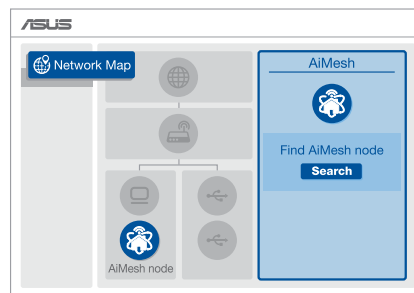 ASUS
Network Map
AiMesh
Find AiMesh node
Search
AiMesh node